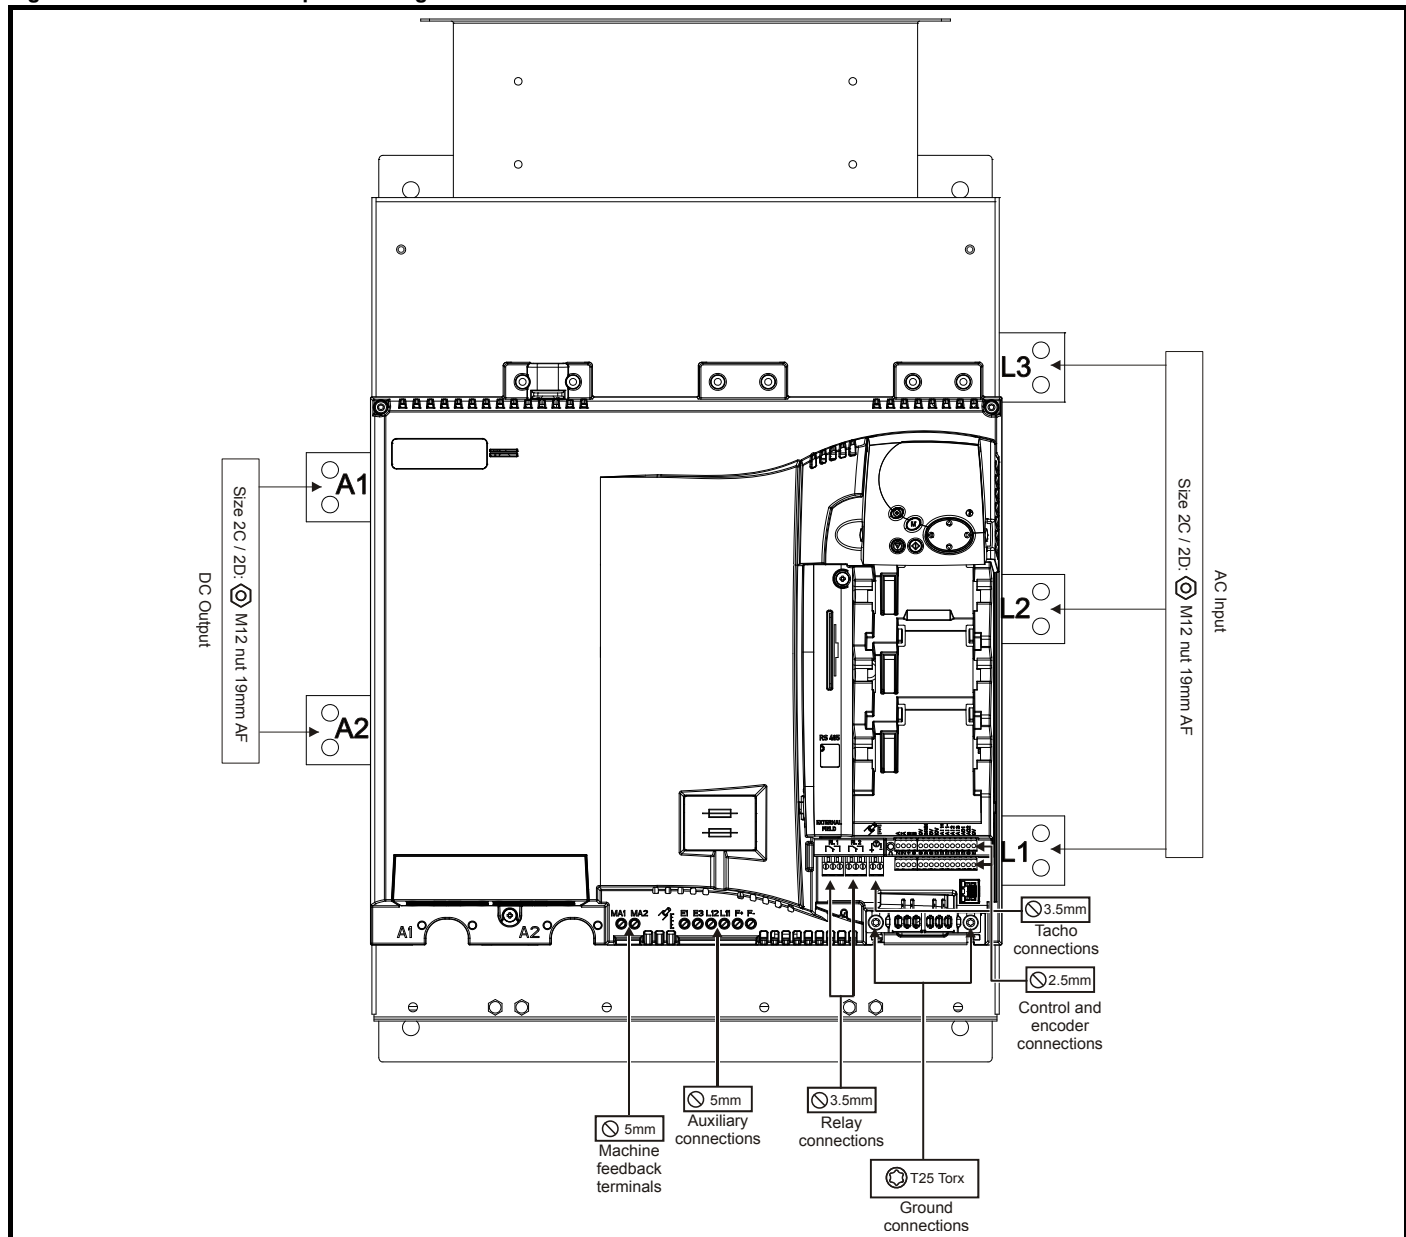 L3
A1
Size 2C / 2D: M12 nut 19mm AF
DC Output
A2
M
L2
Size 2C / 2D: M12 nut 19mm AF
AC Input
RS 485
EXTERNAL
FIELD
L1
MA1 MA2 E1 E3 L12 L11 F+ F-
A1
A2
3.5mm
Tacho
connections
2.5mm
Control and
encoder
connections
5mm
Auxiliary
connections
3.5mm
Relay
connections
5mm
Machine
feedback
terminals
T25 Torx
Ground
connections